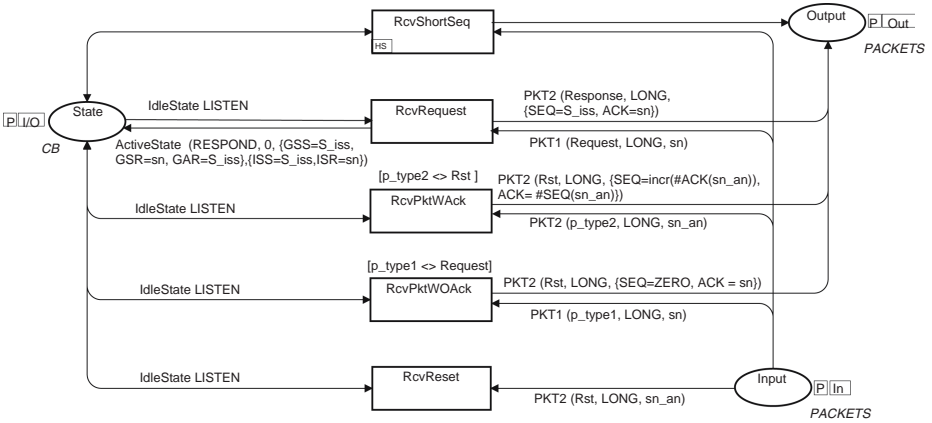 RcvShortSeq
HS
Output
P Out
PACKETS
State
P I/O
CB
IdleState LISTEN
RcvRequest
PKT2 (Response, LONG,
{SEQ=S_iss, ACK=sn})
PKT1 (Request, LONG, sn)
ActiveState (RESPOND, 0, {GSS=S_iss,
GSR=sn, GAR=S_iss},{ISS=S_iss,ISR=sn})
[p_type2 <> Rst ]
RcvPktWAck
IdleState LISTEN
PKT2 (Rst, LONG, {SEQ=incr(#ACK(sn_an)),
ACK= #SEQ(sn_an)})
PKT2 (p_type2, LONG, sn_an)
[p_type1 <> Request]
RcvPktWOAck
IdleState LISTEN
PKT2 (Rst, LONG, {SEQ=ZERO, ACK = sn})
PKT1 (p_type1, LONG, sn)
IdleState LISTEN
RcvReset
PKT2 (Rst, LONG, sn_an)
Input
P In
PACKETS